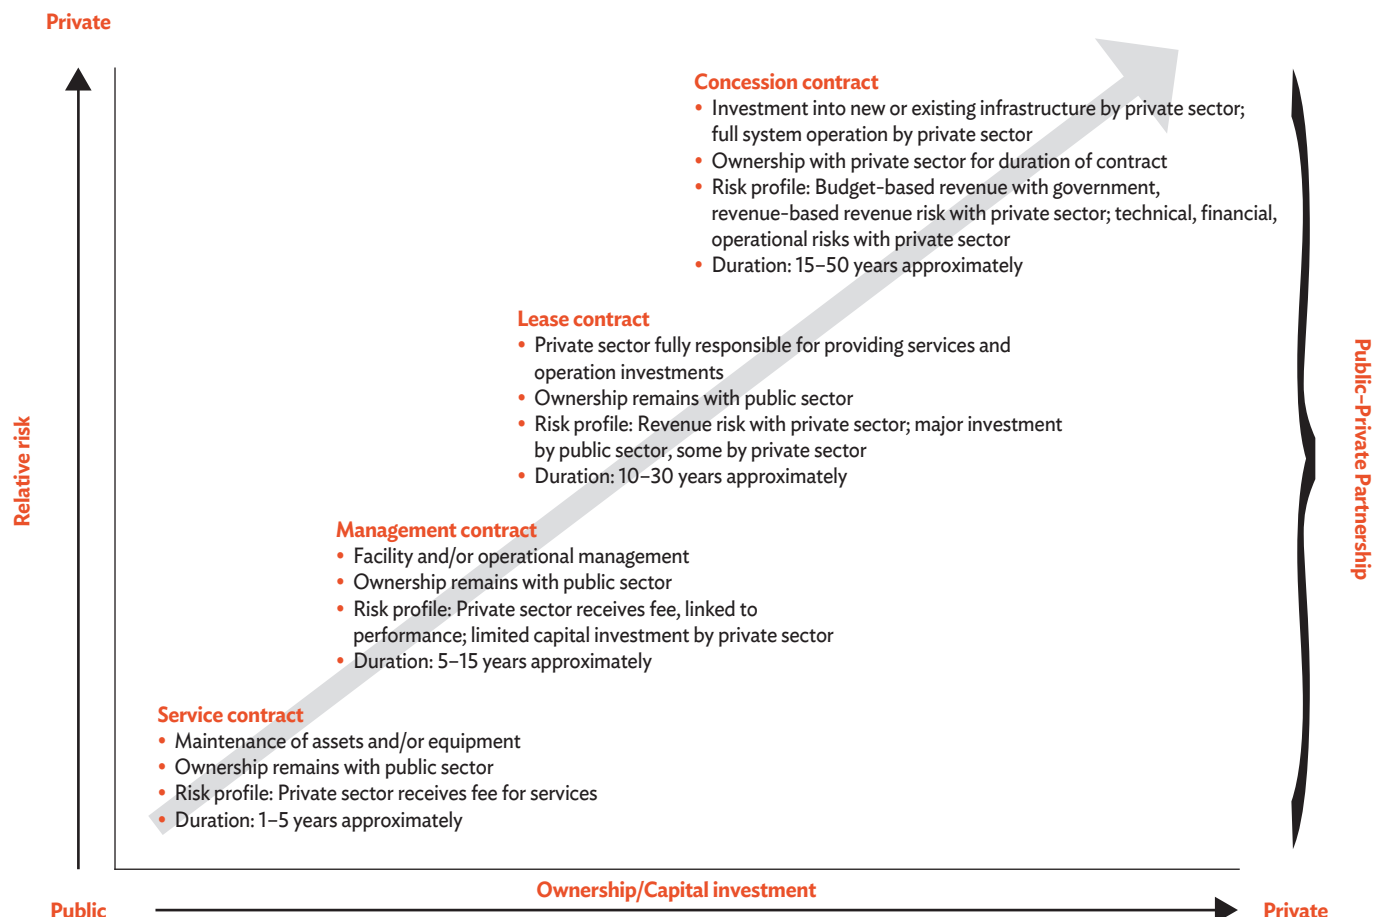 Private
Concession contract
• Investment into new or existing infrastructure by private sector;
full system operation by private sector
• Ownership with private sector for duration of contract
• Risk profile: Budget-based revenue with government,
revenue-based revenue risk with private sector; technical, financial,
operational risks with private sector
• Duration: 15–50 years approximately
Lease contract
• Private sector fully responsible for providing services and
operation investments
• Ownership remains with public sector
• Risk profile: Revenue risk with private sector; major investment
by public sector, some by private sector
• Duration: 10–30 years approximately
Management contract
• Facility and/or operational management
• Ownership remains with public sector
• Risk profile: Private sector receives fee, linked to
performance; limited capital investment by private sector
• Duration: 5–15 years approximately
Service contract
• Maintenance of assets and/or equipment
• Ownership remains with public sector
• Risk profile: Private sector receives fee for services
• Duration: 1–5 years approximately
Relative risk
Public–Private Partnership
Ownership/Capital investment
Public
Private